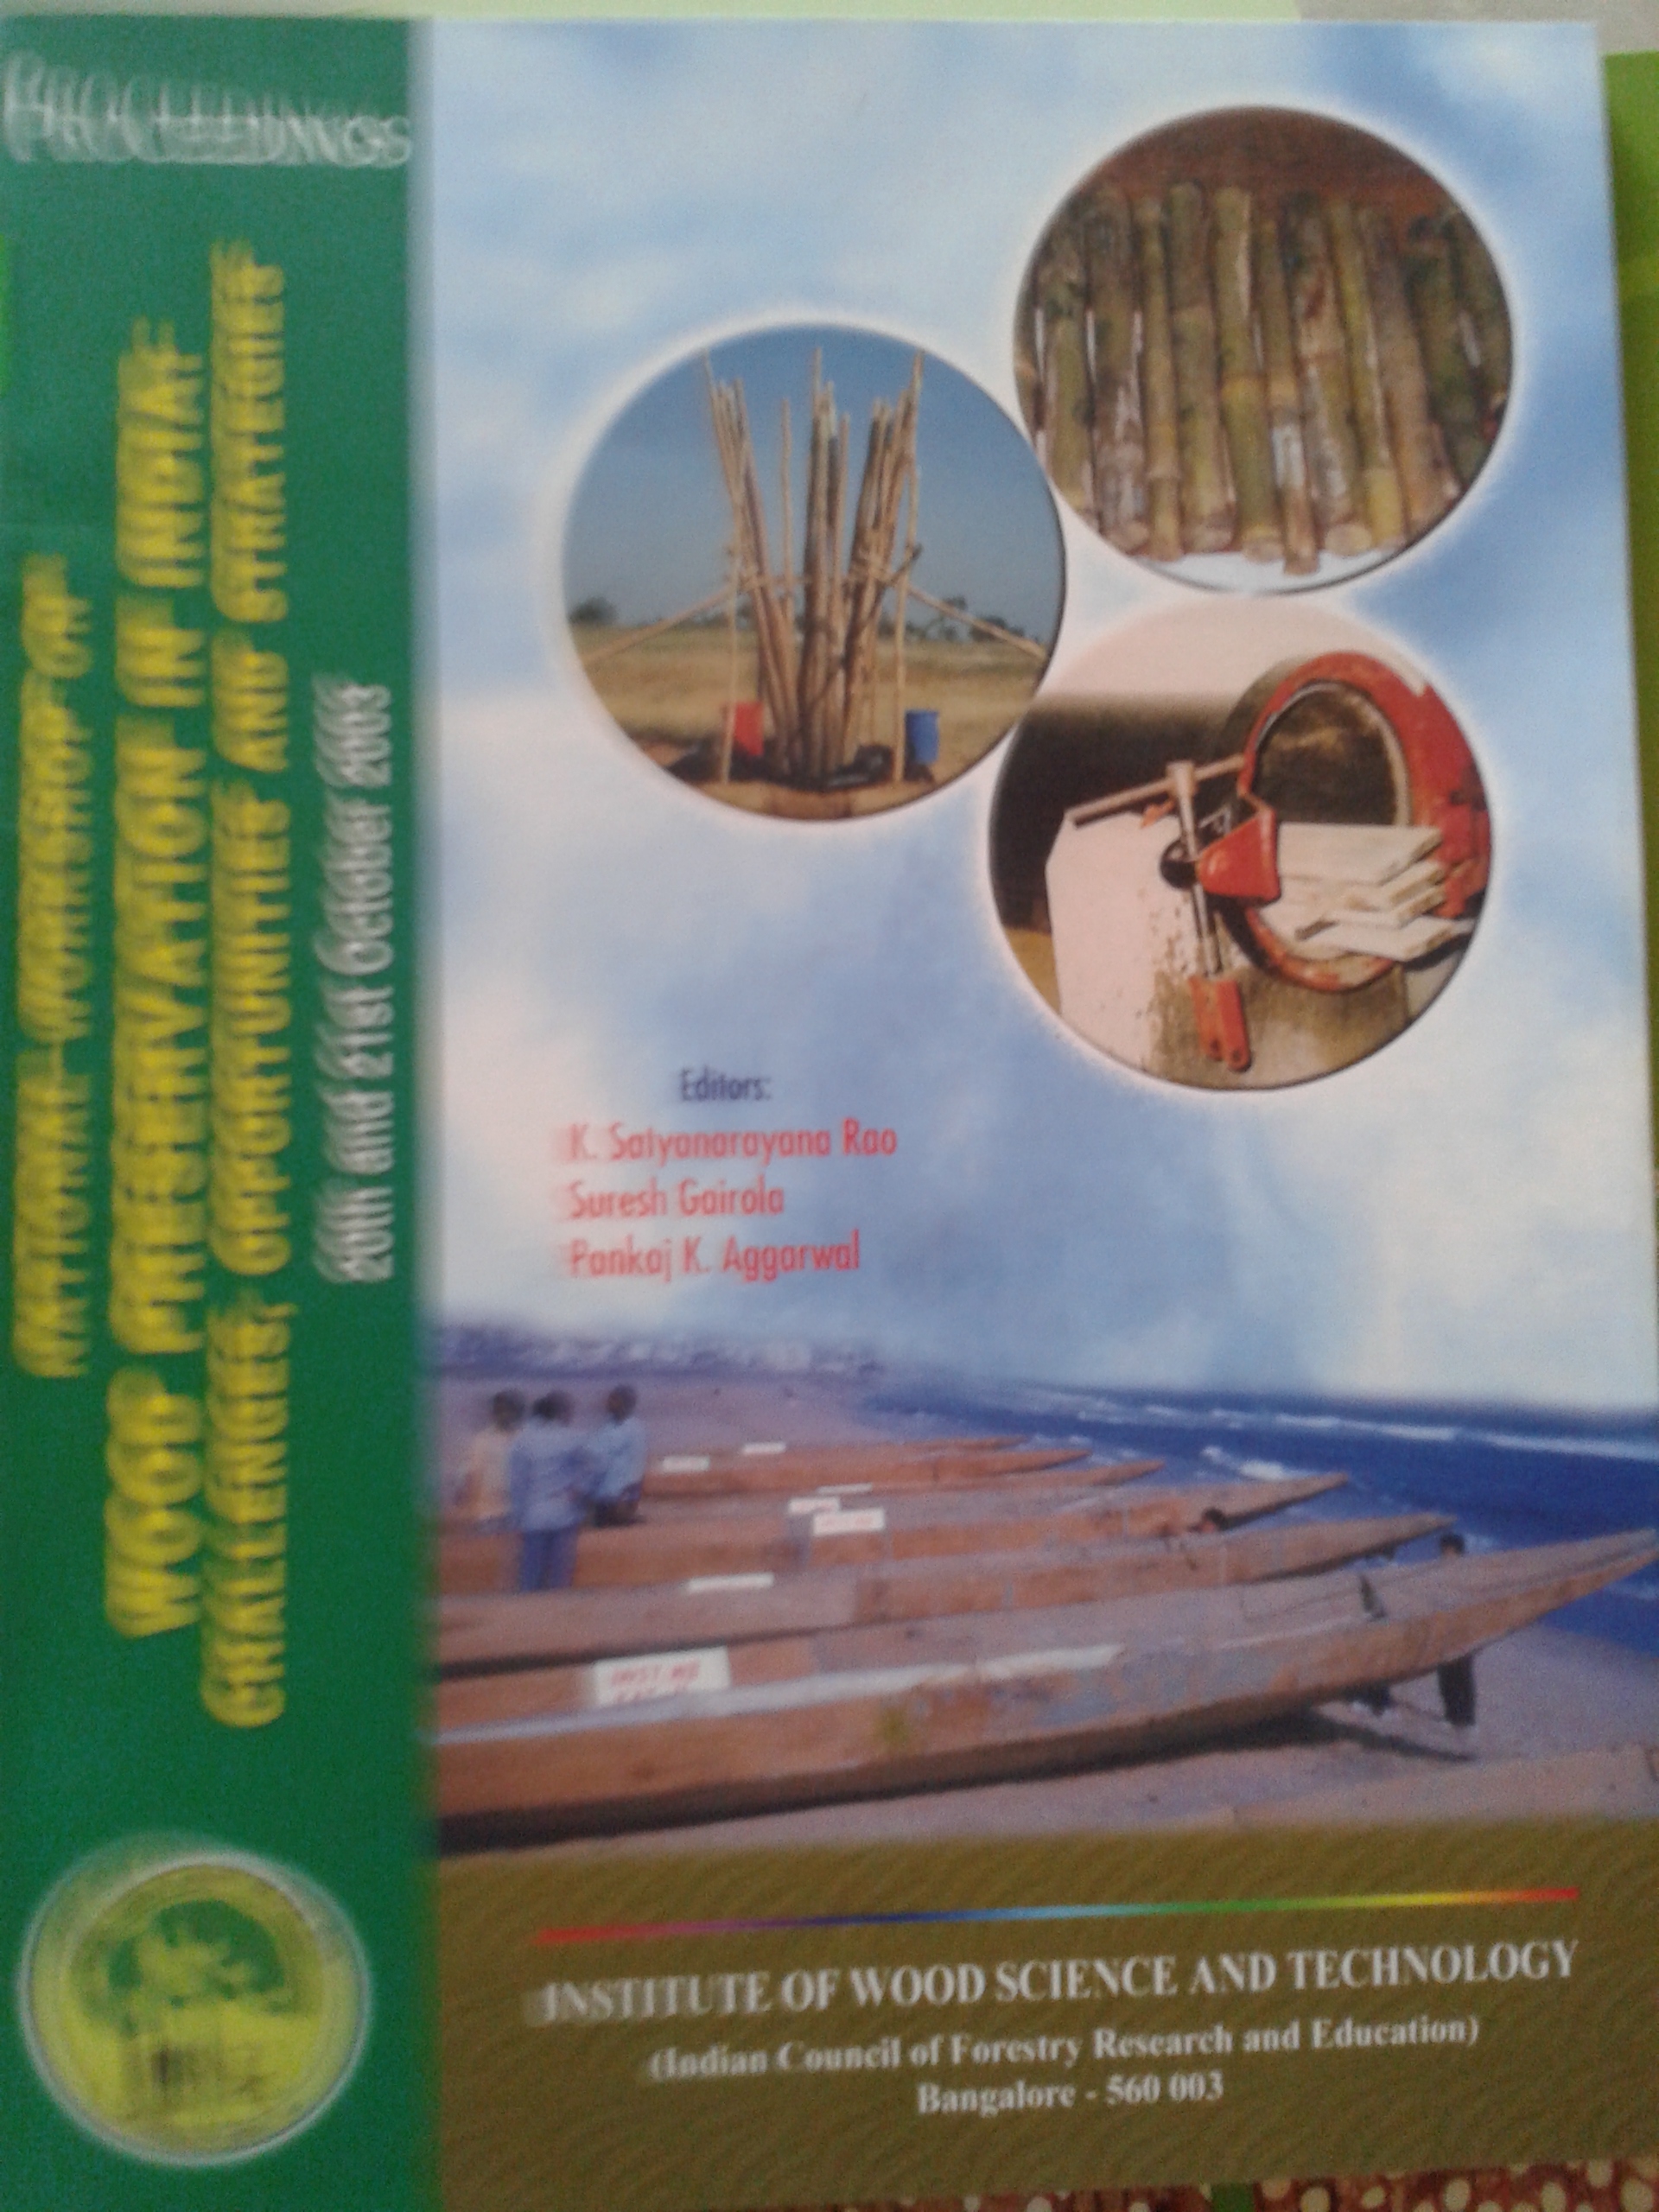 PROCEEDINGS
NATIONAL WORKSHOP ON
WOOD PRESERVATION IN INDIA:
CHALLENGES, OPPORTUNITIES AND STRATEGIES
20th and 21st October 2003
Editors:
K. Satyanarayana Rao
Suresh Gairola
Pankaj K. Aggarwal
INSTITUTE OF WOOD SCIENCE AND TECHNOLOGY
(Indian Council of Forestry Research and Education)
Bangalore - 560 003